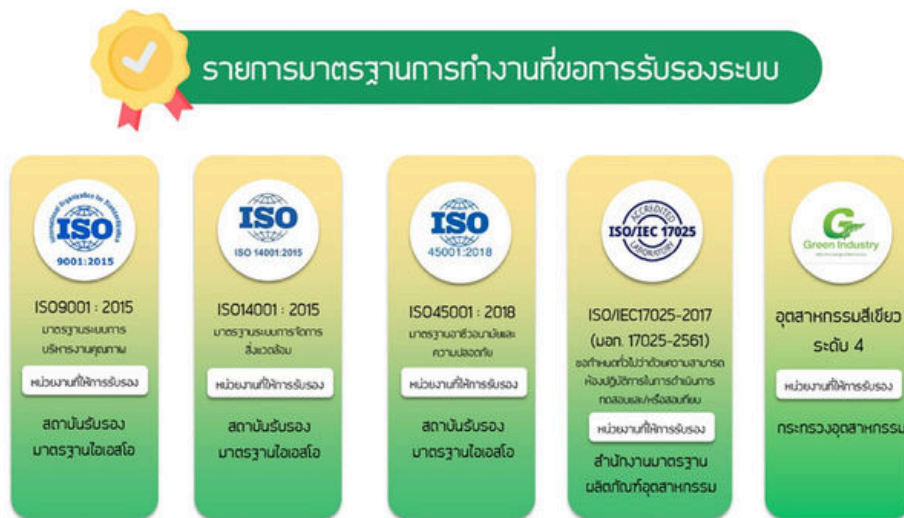 รายการมาตรฐานการทำงานที่ขอการรับรองระบบ
International Organization for Standardization
ISO
9001:2015
ISO9001 : 2015
มาตรฐานระบบการ
บริหารงานคุณภาพ
หน่วยงานที่ให้การรับรอง
สถาบันรับรอง
มาตรฐานไอเอสโอ
ISO
ISO 14001:2015
ISO14001 : 2015
มาตรฐานระบบการจัดการ
สิ่งแวดล้อม
หน่วยงานที่ให้การรับรอง
สถาบันรับรอง
มาตรฐานไอเอสโอ
ISO
45001:2018
ISO45001 : 2018
มาตรฐานอาชีวอนามัยและ
ความปลอดภัย
หน่วยงานที่ให้การรับรอง
สถาบันรับรอง
มาตรฐานไอเอสโอ
ACCREDITED
ISO/IEC 17025
LABORATORY
ISO/IEC17025-2017
(มอก. 17025-2561)
ขอกำหนดทั่วไปว่าด้วยความสามารถ
ห้องปฏิบัติการในการดำเนินการ
ทดสอบและ/หรือสอบเทียบ
หน่วยงานที่ให้การรับรอง
สำนักงานมาตรฐาน
ผลิตภัณฑ์อุตสาหกรรม
Green Industry
อุตสาหกรรมสีเขียว
ระดับ 4
หน่วยงานที่ให้การรับรอง
กระทรวงอุตสาหกรรม